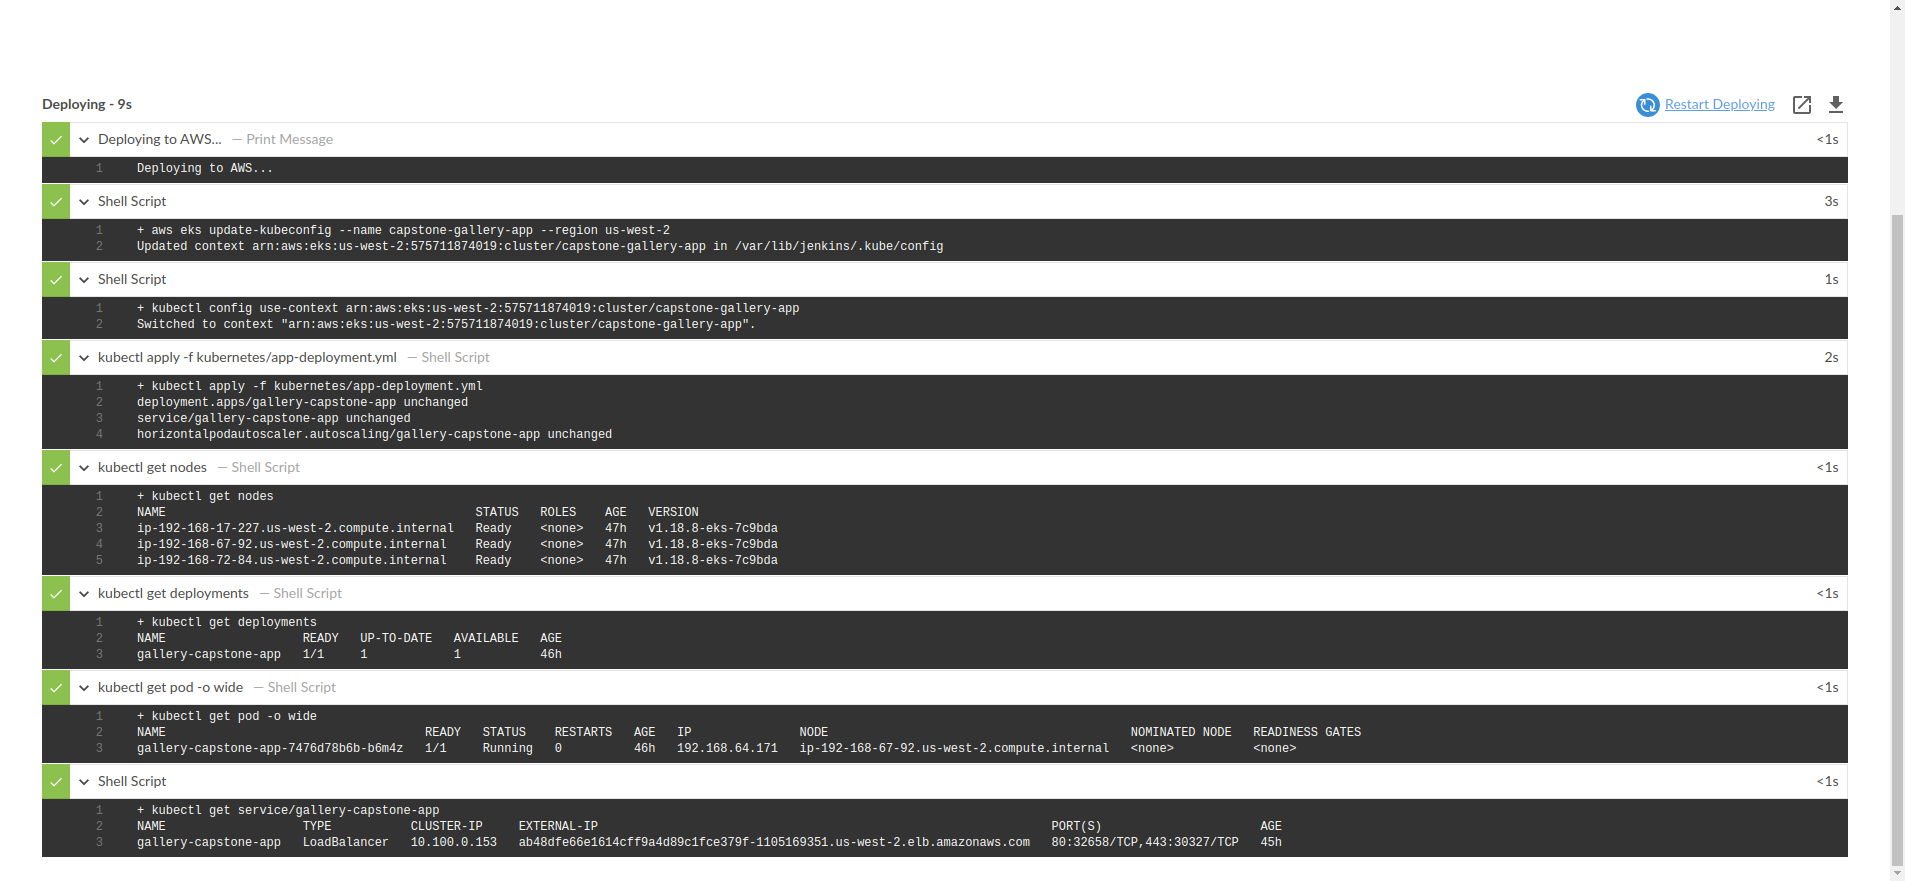 Deploying - 9s Restart Deploying
Deploying to AWS... — Print Message <1s
1 Deploying to AWS...
Shell Script 3s
1 + aws eks update-kubeconfig --name capstone-gallery-app --region us-west-2
2 Updated context arn:aws:eks:us-west-2:575711874019:cluster/capstone-gallery-app in /var/lib/jenkins/.kube/config
Shell Script 1s
1 + kubectl config use-context arn:aws:eks:us-west-2:575711874019:cluster/capstone-gallery-app
2 Switched to context "arn:aws:eks:us-west-2:575711874019:cluster/capstone-gallery-app".
kubectl apply -f kubernetes/app-deployment.yml — Shell Script 2s
1 + kubectl apply -f kubernetes/app-deployment.yml
2 deployment.apps/gallery-capstone-app unchanged
3 service/gallery-capstone-app unchanged
4 horizontalpodautoscaler.autoscaling/gallery-capstone-app unchanged
kubectl get nodes — Shell Script <1s
1 + kubectl get nodes
2 NAME STATUS ROLES AGE VERSION
3 ip-192-168-17-227.us-west-2.compute.internal Ready <none> 47h v1.18.8-eks-7c9bda
4 ip-192-168-67-92.us-west-2.compute.internal Ready <none> 47h v1.18.8-eks-7c9bda
5 ip-192-168-72-84.us-west-2.compute.internal Ready <none> 47h v1.18.8-eks-7c9bda
kubectl get deployments — Shell Script <1s
1 + kubectl get deployments
2 NAME READY UP-TO-DATE AVAILABLE AGE
3 gallery-capstone-app 1/1 1 1 46h
kubectl get pod -o wide — Shell Script <1s
1 + kubectl get pod -o wide
2 NAME READY STATUS RESTARTS AGE IP NODE NOMINATED NODE READINESS GATES
3 gallery-capstone-app-7476d78b6b-b6m4z 1/1 Running 0 46h 192.168.64.171 ip-192-168-67-92.us-west-2.compute.internal <none> <none>
Shell Script <1s
1 + kubectl get service/gallery-capstone-app
2 NAME TYPE CLUSTER-IP EXTERNAL-IP PORT(S) AGE
3 gallery-capstone-app LoadBalancer 10.100.0.153 ab48dfe66e1614cff9a4d89c1fce379f-1105169351.us-west-2.elb.amazonaws.com 80:32658/TCP,443:30327/TCP 45h